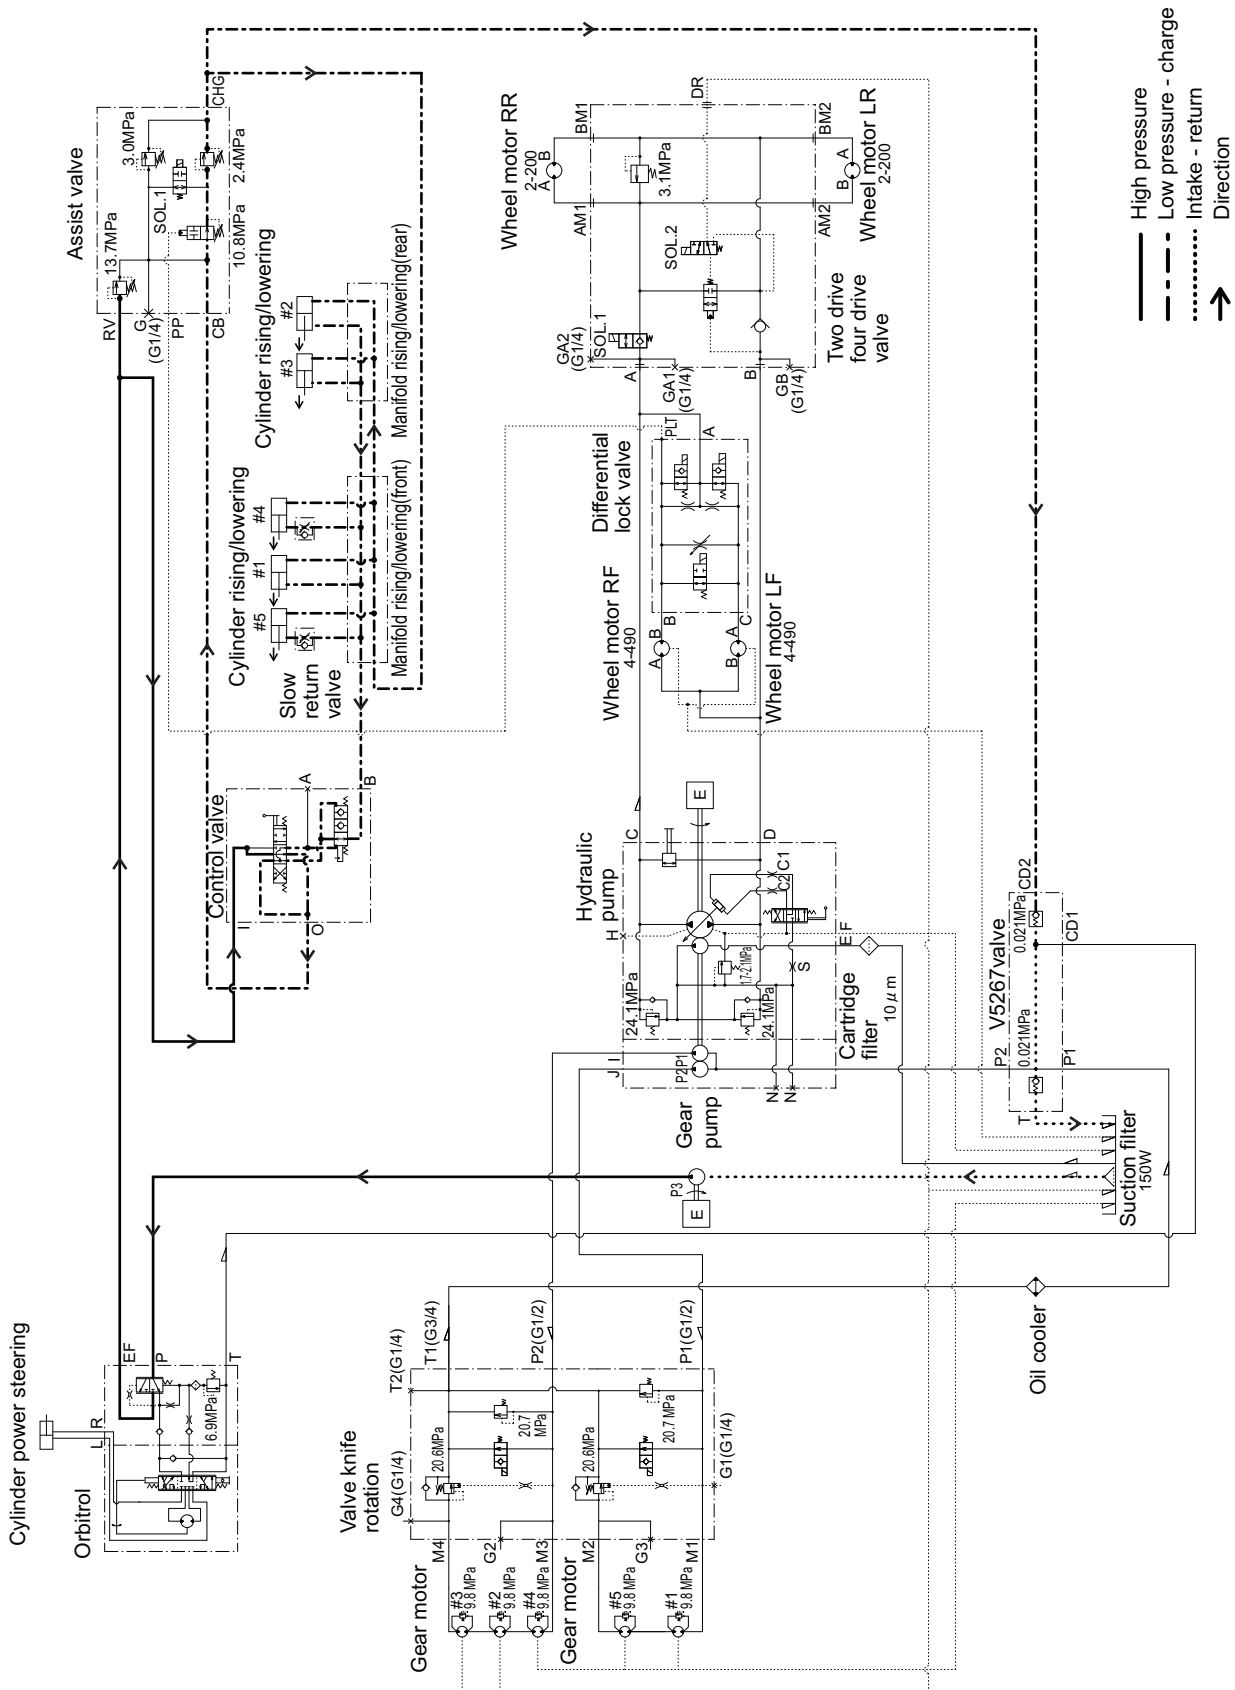 Cylinder power steering
Orbitrol
L
R
EF
P
T
6.9MPa
Assist valve
RV
G
(G1/4)
PP
CB
13.7MPa
3.0MPa
SOL.1
10.8MPa
2.4MPa
CHG
Cylinder rising/lowering
#2
#3
Manifold rising/lowering(rear)
Cylinder rising/lowering
#4
#1
#5
Manifold rising/lowering(front)
Slow
return
valve
Control valve
I
O
A
B
Wheel motor RR
2-200
A
B
AM1
BM1
DR
3.1MPa
SOL.2
SOL.1
GA2
(G1/4)
A
GA1
(G1/4)
B
GB
(G1/4)
AM2
BM2
B
A
Wheel motor LR
2-200
Two drive
four drive
valve
Differential
lock valve
PLT
A
B
C
Wheel motor RF
4-490
A
B
B
A
Wheel motor LF
4-490
Hydraulic
pump
E
C
D
H
C2
C1
E
F
S
1.7-2.1MPa
24.1MPa
24.1MPa
Cartridge
filter
10μm
J
I
P2
P1
N
N
Gear
pump
P3
E
V5267valve
P2
P1
T
0.021MPa
0.021MPa
CD2
CD1
Suction filter
150W
Oil cooler
Valve knife
rotation
T2(G1/4)
T1(G3/4)
P2(G1/2)
P1(G1/2)
G4(G1/4)
G1(G1/4)
20.6MPa
20.7
MPa
20.6MPa
20.7 MPa
M4
G2
M3
M2
G3
M1
Gear motor
#3
9.8 MPa
#2
9.8 MPa
#4
9.8 MPa
Gear motor
#5
9.8 MPa
#1
9.8 MPa
High pressure
Low pressure - charge
Intake - return
Direction